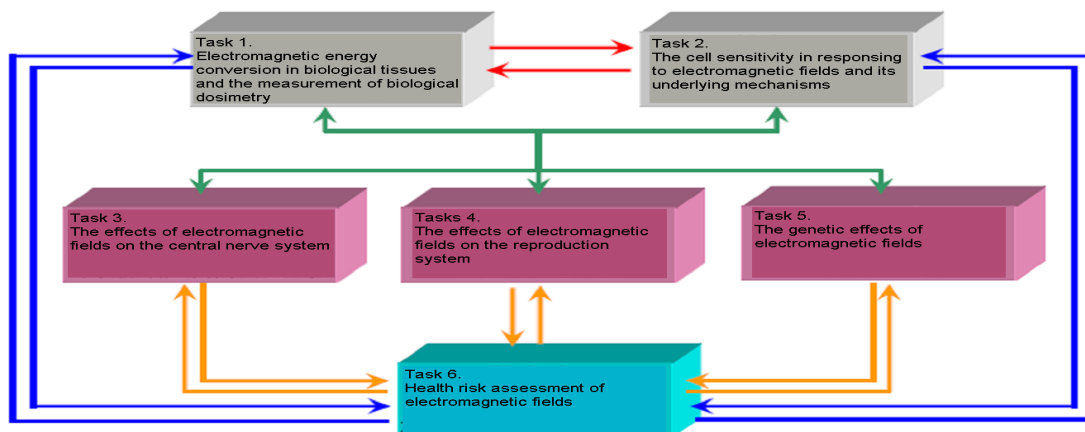 Task 1.
Electromagnetic energy
conversion in biological tissues
and the measurement of biological
dosimetry
Task 2.
The cell sensitivity in responsing
to electromagnetic fields and its
underlying mechanisms
Task 3.
The effects of electromagnetic
fields on the central nerve system
Tasks 4.
The effects of electromagnetic
fields on the reproduction
system
Task 5.
The genetic effects of
electromagnetic fields
Task 6.
Health risk assessment of
electromagnetic fields